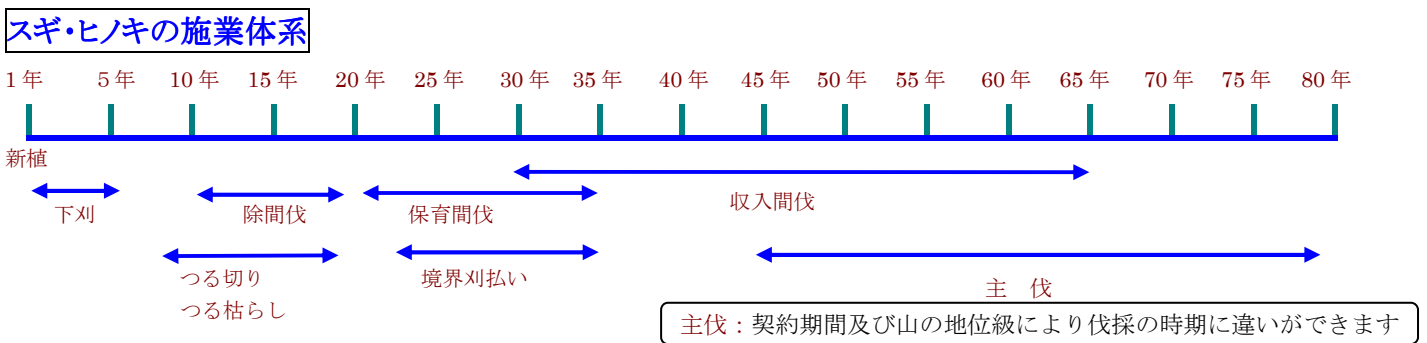 スギ・ヒノキの施業体系
1年 5年 10年 15年 20年 25年 30年 35年 40年 45年 50年 55年 60年 65年 70年 75年 80年
新植
下刈 除間伐 保育間伐 収入間伐
つる切り 境界刈払い
つる枯らし
主 伐
主伐：契約期間及び山の地位級により伐採の時期に違いができます